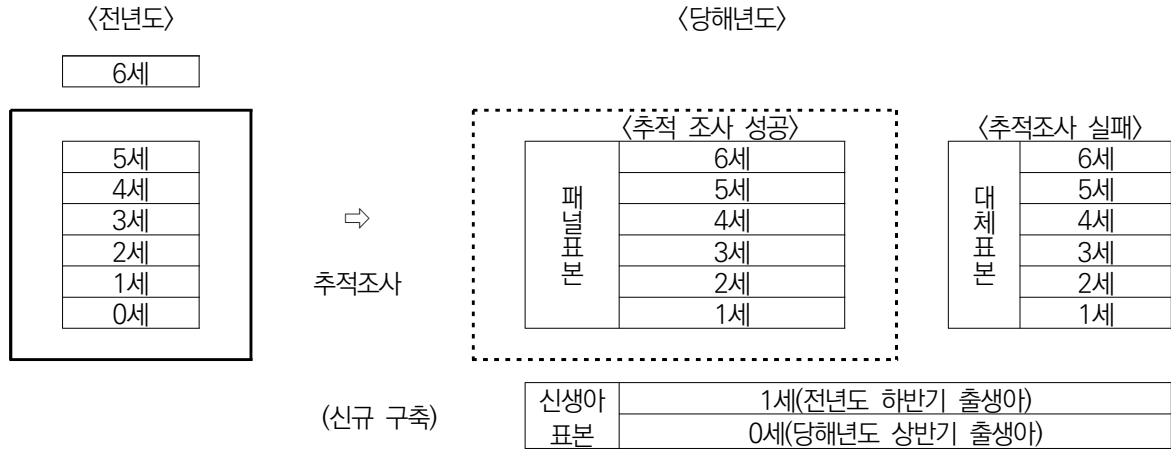 〈전년도〉
〈당해년도〉
6세
〈추적 조사 성공〉
〈추적조사 실패〉
5세
4세
3세
2세
1세
0세
⇨
추적조사
패널표본
6세
5세
4세
3세
2세
1세
대체표본
6세
5세
4세
3세
2세
1세
(신규 구축)
신생아
표본
1세(전년도 하반기 출생아)
0세(당해년도 상반기 출생아)